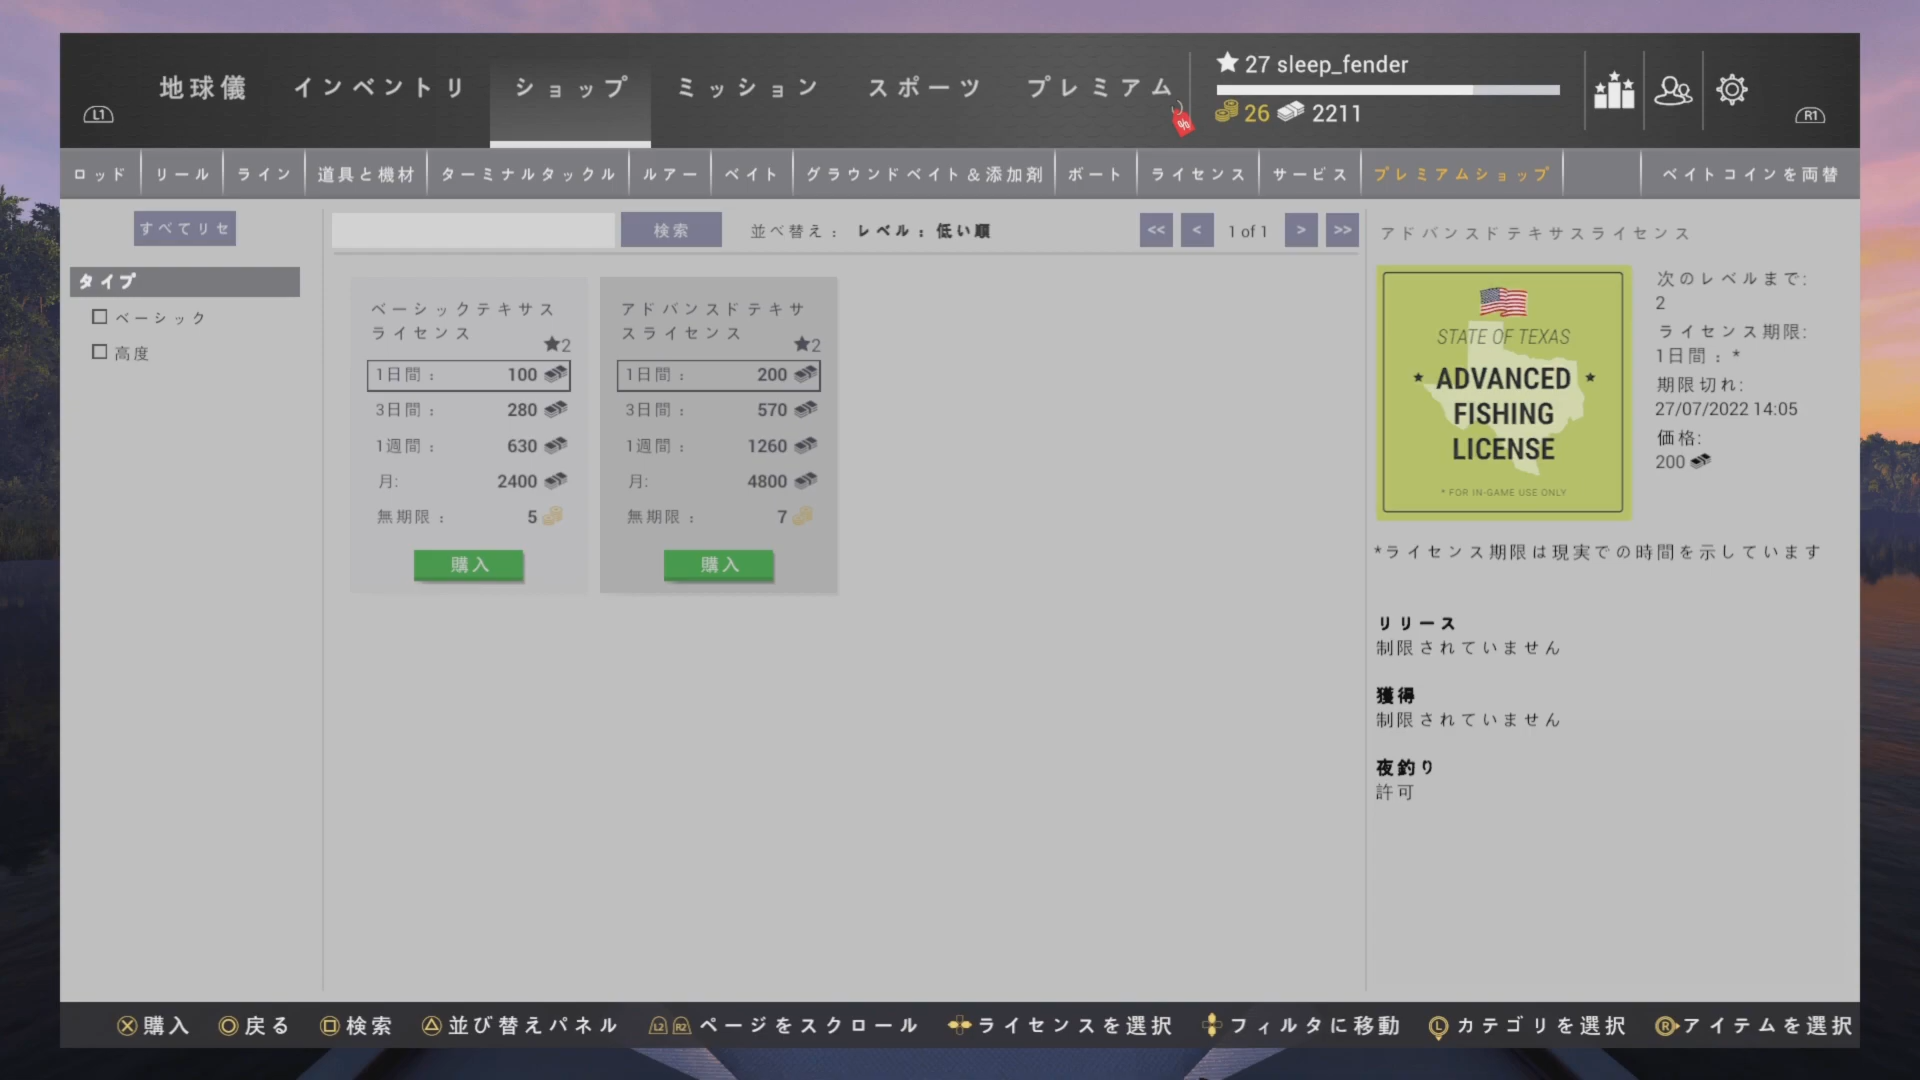 L1
地球儀 インベントリ ショップ ミッション スポーツ プレミアム
%
27 sleep_fender
26 2211
R1
ロッド リール ライン 道具と機材 ターミナルタックル ルアー ベイト グラウンドベイト&添加剤 ボート ライセンス サービス プレミアムショップ ベイトコインを両替
すべてリセ
タイプ
ベーシック
高度
検索 並べ替え: レベル:低い順 << < 1 of 1 > >>
ベーシックテキサス
ライセンス
2
1日間: 100
3日間: 280
1週間: 630
月: 2400
無期限: 5
購入
アドバンスドテキサ
スライセンス
2
1日間: 200
3日間: 570
1週間: 1260
月: 4800
無期限: 7
購入
アドバンスドテキサスライセンス
STATE OF TEXAS
ADVANCED
FISHING
LICENSE
* FOR IN-GAME USE ONLY
次のレベルまで:
2
ライセンス期限:
1日間:*
期限切れ:
27/07/2022 14:05
価格:
200
*ライセンス期限は現実での時間を示しています
リリース
制限されていません
獲得
制限されていません
夜釣り
許可
購入 戻る 検索 並び替えパネル L2 R2 ページをスクロール ライセンスを選択 フィルタに移動 L カテゴリを選択 R アイテムを選択